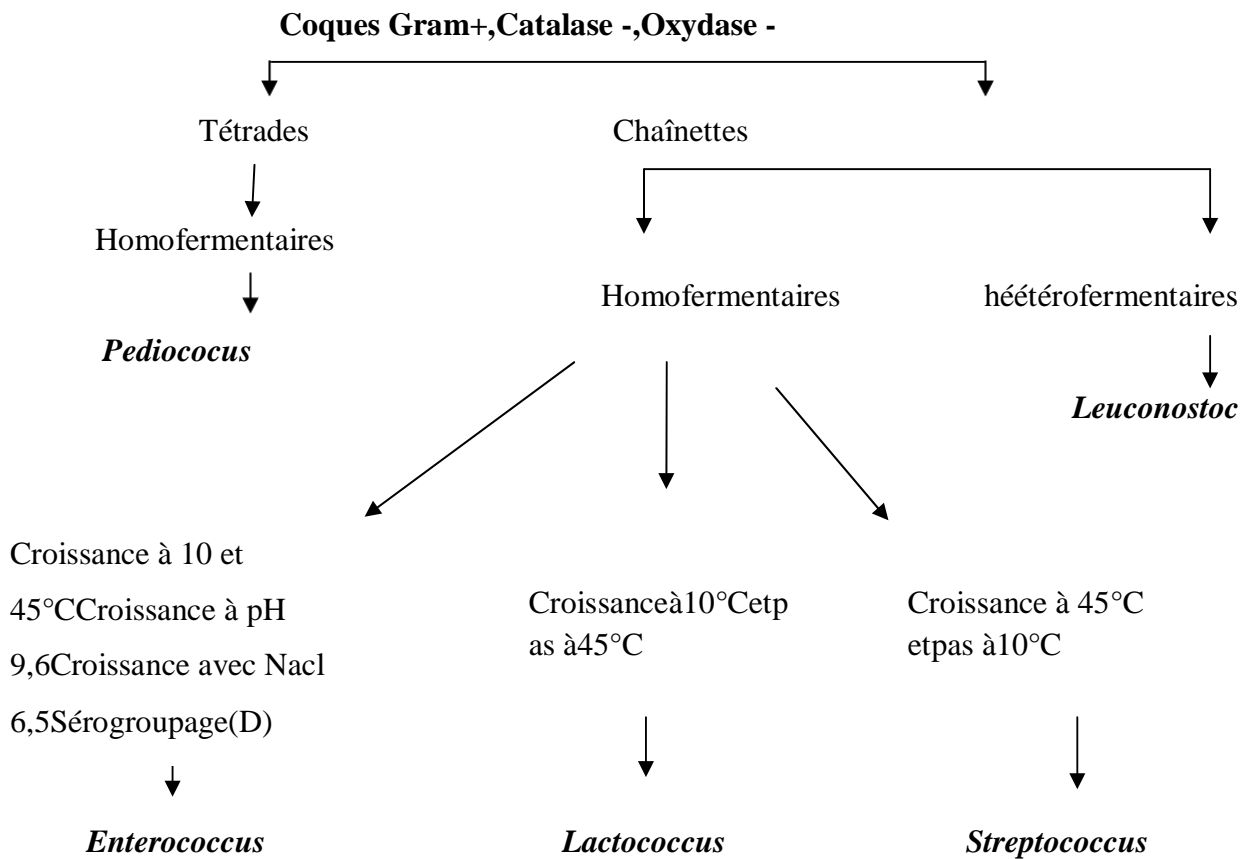 Coques Gram+,Catalase -,Oxydase -
Tétrades
Chaînettes
Homofermentaires
Homofermentaires
héétérofermentaires
Pediococus
Leuconostoc
Croissance à 10 et
45°CCroissance à pH
9,6Croissance avec Nacl
6,5Sérogroupage(D)
Croissanceà10°Cetp
as à45°C
Croissance à 45°C
etpas à10°C
Enterococcus
Lactococcus
Streptococcus